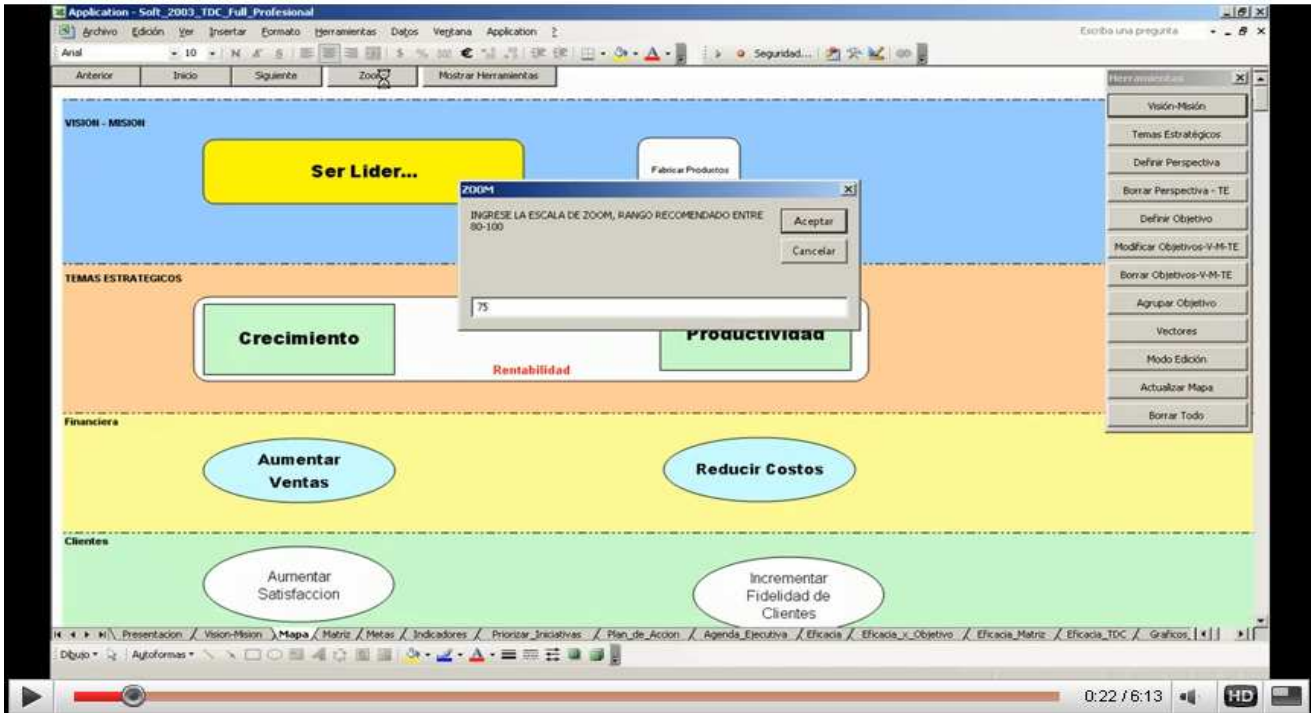 Application - Soft_2003_TDC_Full_Profesional
Archivo Edición Ver Insertar Formato Herramientas Datos Ventana Application ?
Escriba una pregunta
Arial 10 N K S $ % 000 €
Seguridad...
Anterior Inicio Siguiente Zoom Mostrar Herramientas
Herramientas
VISION - MISION
Ser Lider...
Fabricar Productos
ZOOM
INGRESE LA ESCALA DE ZOOM, RANGO RECOMENDADO ENTRE
80-100
Aceptar
Cancelar
75
Visión-Misión
Temas Estratégicos
Definir Perspectiva
Borrar Perspectiva - TE
Definir Objetivo
Modificar Objetivos-V-M-TE
Borrar Objetivos-V-M-TE
Agrupar Objetivo
Vectores
Modo Edición
Actualizar Mapa
Borrar Todo
TEMAS ESTRATEGICOS
Crecimiento
Productividad
Rentabilidad
Financiera
Aumentar
Ventas
Reducir Costos
Clientes
Aumentar
Satisfaccion
Incrementar
Fidelidad de
Clientes
Presentacion / Vision-Mision / Mapa / Matriz / Metas / Indicadores / Priorizar_Iniciativas / Plan_de_Accion / Agenda_Ejecutiva / Eficacia / Eficacia_x_Objetivo / Eficacia_Matriz / Eficacia_TDC / Graficos_
Dibujo Autoformas
0:22 / 6:13 HD